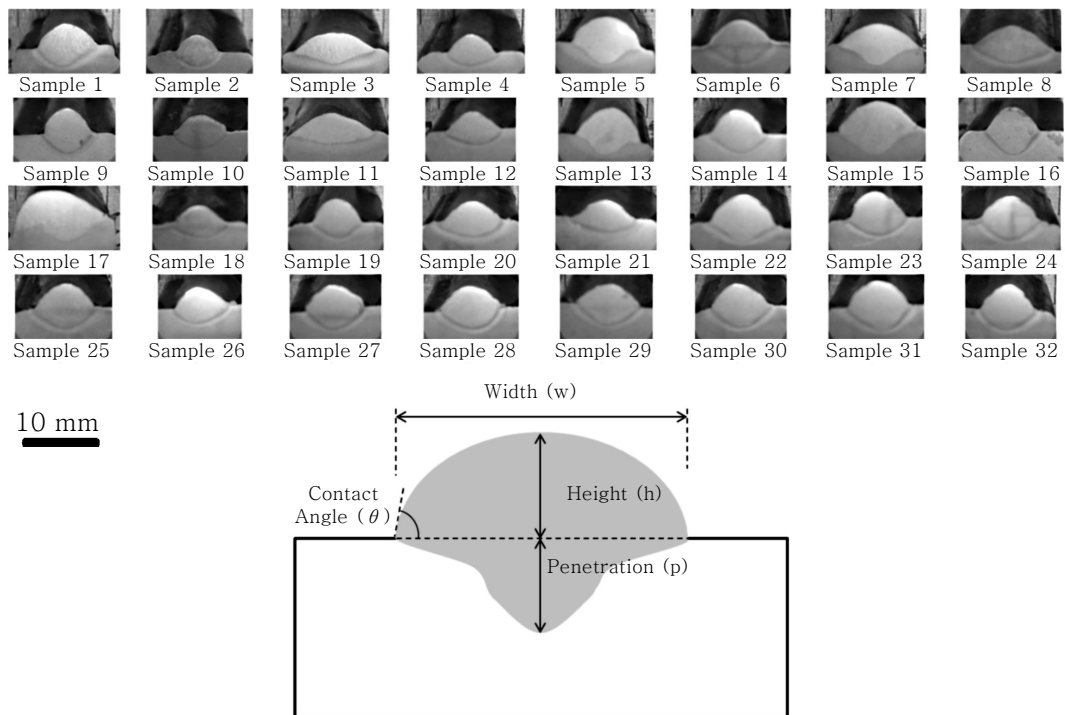 Sample 1 Sample 2 Sample 3 Sample 4 Sample 5 Sample 6 Sample 7 Sample 8
Sample 9 Sample 10 Sample 11 Sample 12 Sample 13 Sample 14 Sample 15 Sample 16
Sample 17 Sample 18 Sample 19 Sample 20 Sample 21 Sample 22 Sample 23 Sample 24
Sample 25 Sample 26 Sample 27 Sample 28 Sample 29 Sample 30 Sample 31 Sample 32
Width (w)
10 mm
Contact
Angle (θ)
Height (h)
Penetration (p)